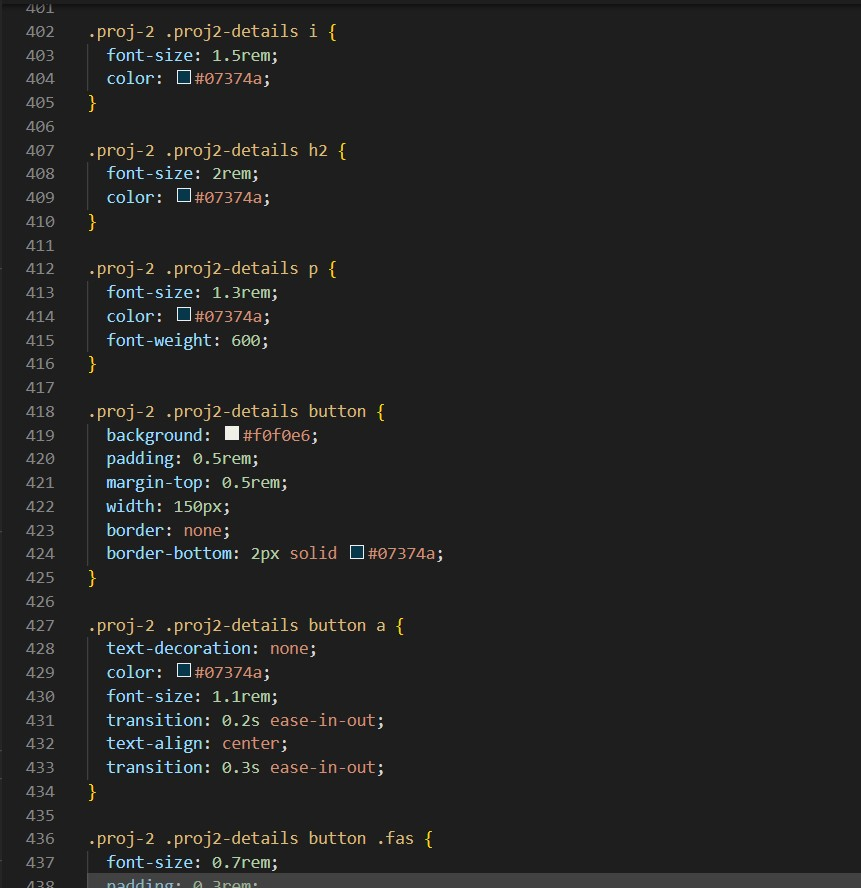 401
402 .proj-2 .proj2-details i {
403 font-size: 1.5rem;
404 color: #07374a;
405 }
406
407 .proj-2 .proj2-details h2 {
408 font-size: 2rem;
409 color: #07374a;
410 }
411
412 .proj-2 .proj2-details p {
413 font-size: 1.3rem;
414 color: #07374a;
415 font-weight: 600;
416 }
417
418 .proj-2 .proj2-details button {
419 background: #f0f0e6;
420 padding: 0.5rem;
421 margin-top: 0.5rem;
422 width: 150px;
423 border: none;
424 border-bottom: 2px solid #07374a;
425 }
426
427 .proj-2 .proj2-details button a {
428 text-decoration: none;
429 color: #07374a;
430 font-size: 1.1rem;
431 transition: 0.2s ease-in-out;
432 text-align: center;
433 transition: 0.3s ease-in-out;
434 }
435
436 .proj-2 .proj2-details button .fas {
437 font-size: 0.7rem;
438 padding: 0.3rem;